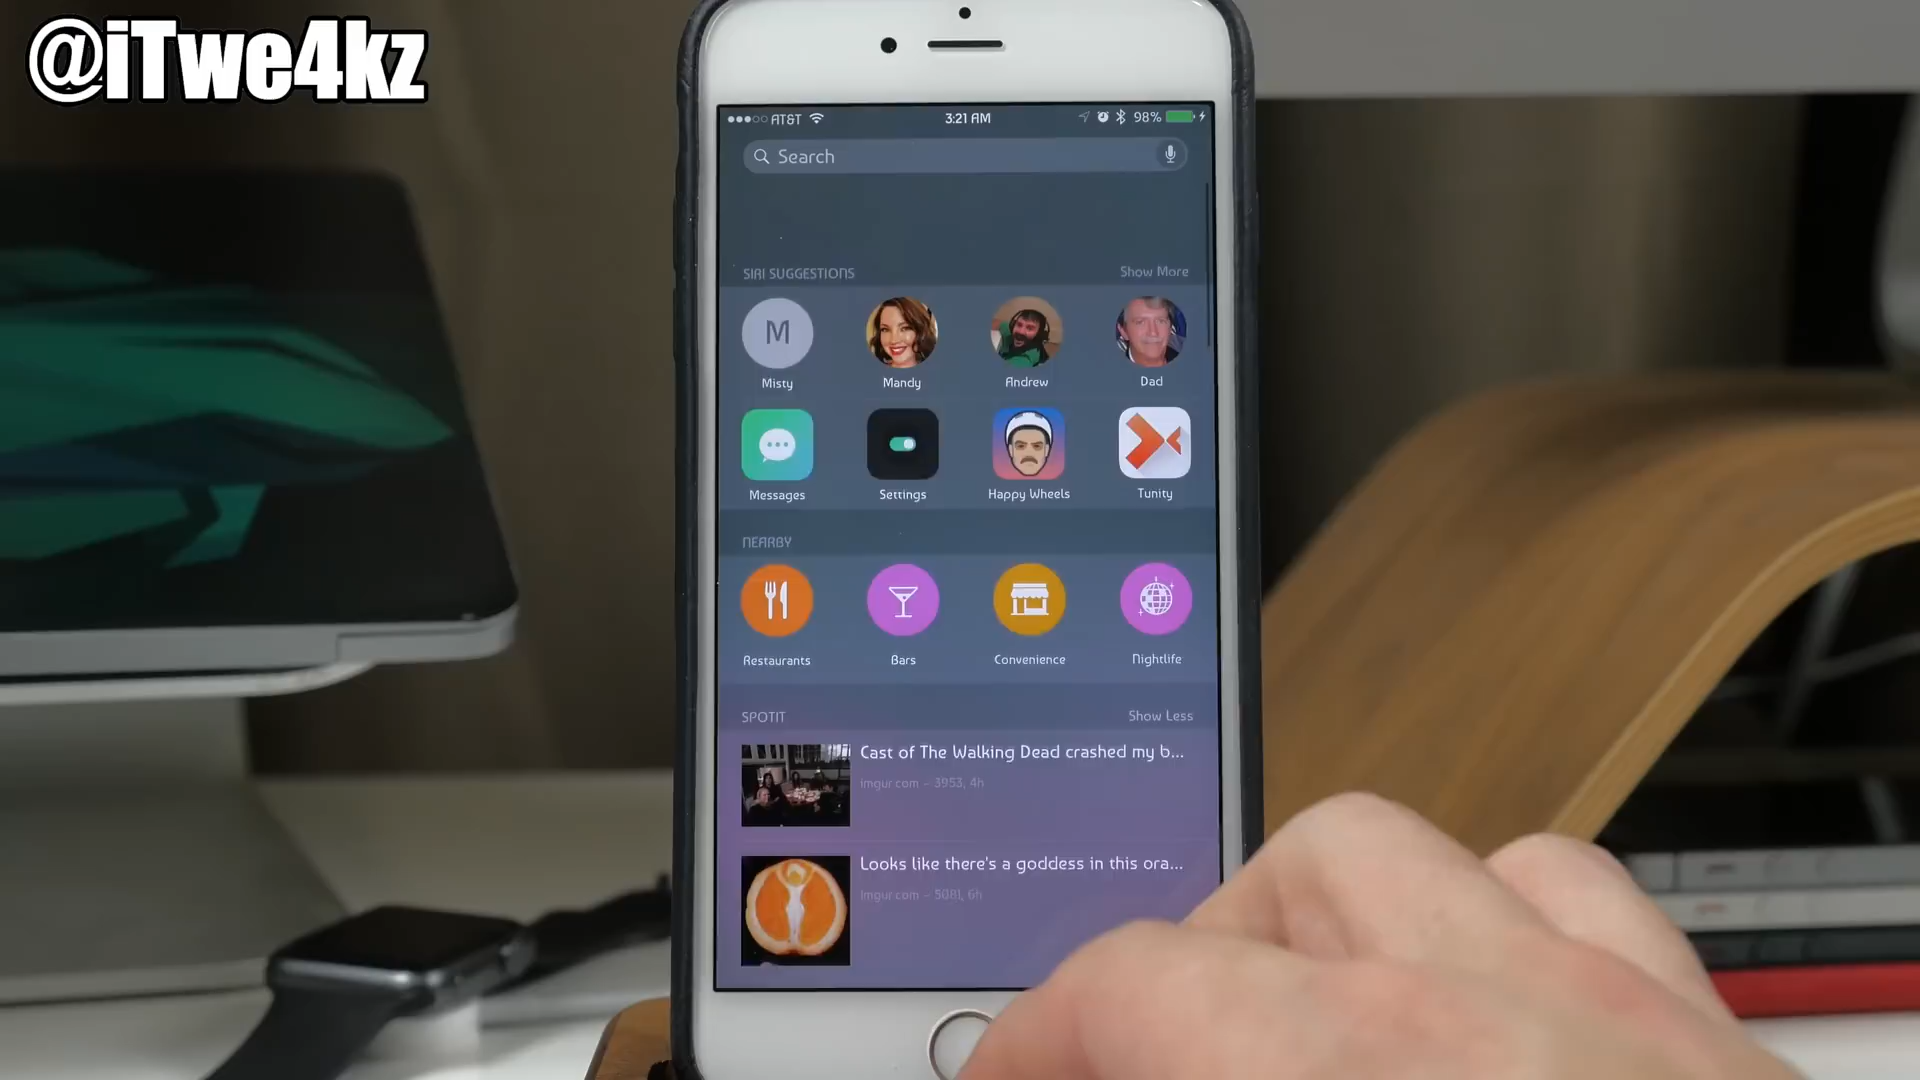 @iTwe4kz
AT&T 3:21 AM 98%
Search
SIRI SUGGESTIONS Show More
M
Misty Mandy Andrew Dad
Messages Settings Happy Wheels Tunity
NEARBY
Restaurants Bars Convenience Nightlife
SPOTIT Show Less
Cast of The Walking Dead crashed my b...
imgur.com – 3953, 4h
Looks like there's a goddess in this ora...
imgur.com – 5081, 6h